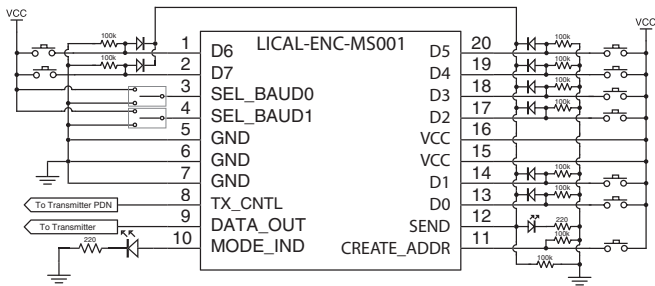 VCC
VCC
LICAL-ENC-MS001
100k
1 D6
D5 20
100k
100k
2 D7
D4 19
100k
3 SEL_BAUD0
D3 18
100k
4 SEL_BAUD1
D2 17
100k
5 GND
VCC 16
6 GND
VCC 15
7 GND
D1 14
100k
To Transmitter PDN
8 TX_CNTL
D0 13
100k
To Transmitter
9 DATA_OUT
SEND 12
220
220
10 MODE_IND
CREATE_ADDR 11
100k
100k